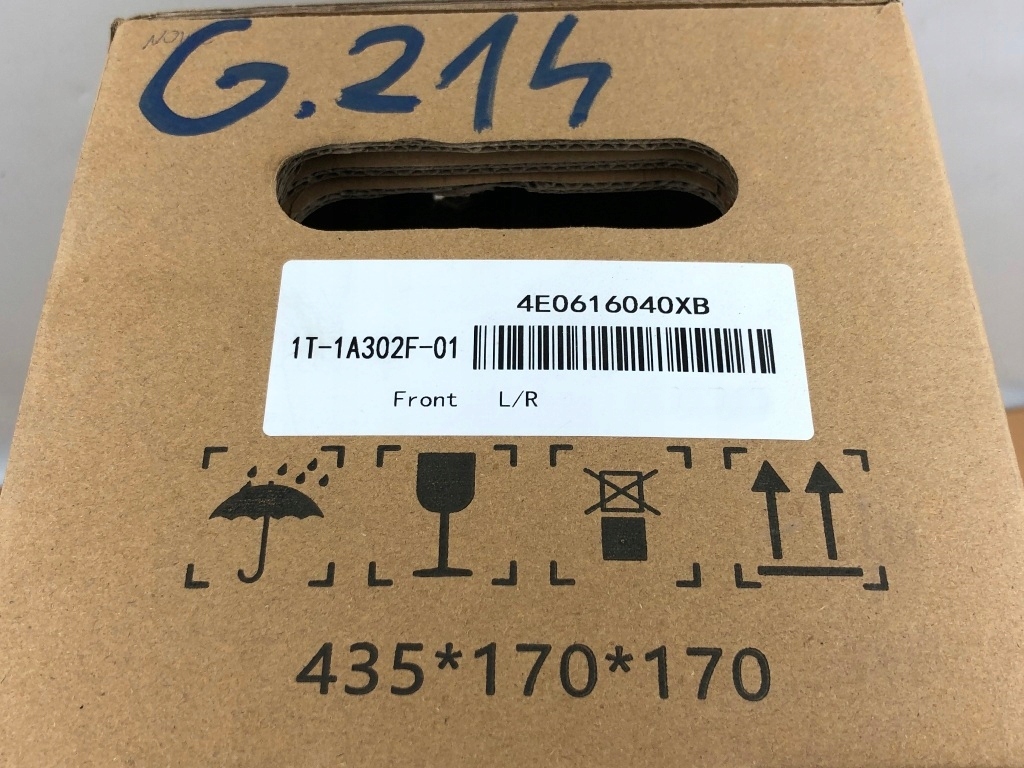 G.214
4E0616040XB
1T-1A302F-01
Front L/R
435*170*170